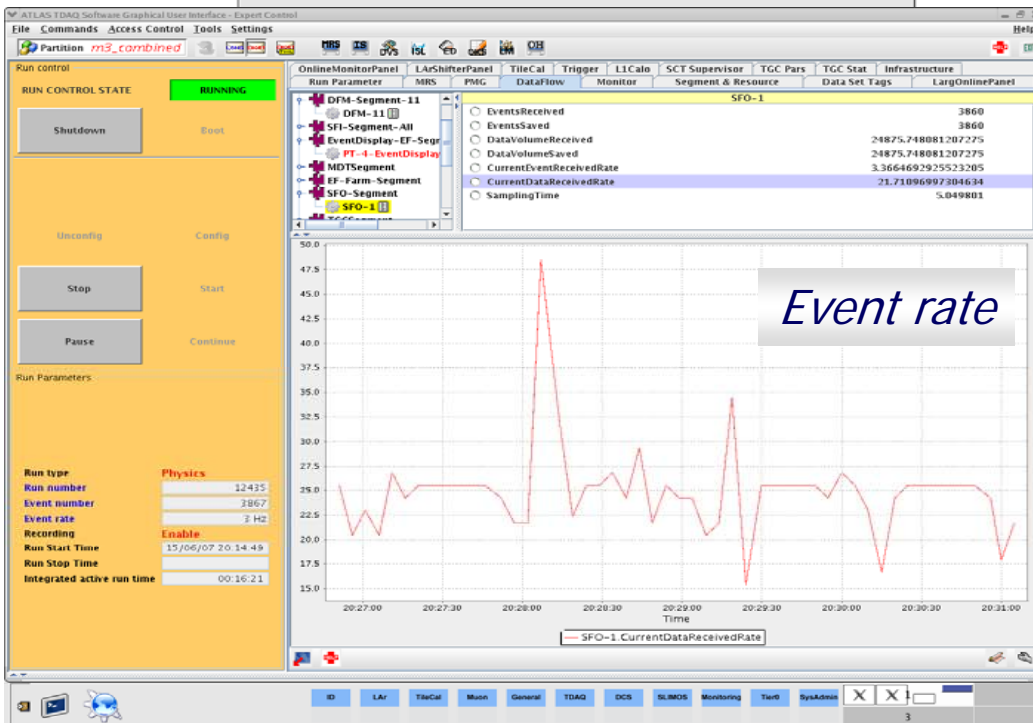 ATLAS TDAQ Software Graphical User Interface - Expert Control
File Commands Access Control Tools Settings Help
Partition m3_combined MRS IS ISL OH
Run control
RUN CONTROL STATE RUNNING
Shutdown Boot
Unconfig Config
Stop Start
Pause Continue
Run Parameters
Run type Physics
Run number 12435
Event number 3867
Event rate 3 Hz
Recording Enable
Run Start Time 15/06/07 20:14:49
Run Stop Time
Integrated active run time 00:16:21
OnlineMonitorPanel LArShifterPanel TileCal Trigger L1Calo SCT Supervisor TGC Pars TGC Stat Infrastructure
Run Parameter MRS PMG DataFlow Monitor Segment & Resource Data Set Tags LargOnlinePanel
DFM-Segment-11
DFM-11
SFI-Segment-All
EventDisplay-EF-Segr
PT-4-EventDisplay
MDTSegment
EF-Farm-Segment
SFO-Segment
SFO-1
SFO-1
EventsReceived 3860
EventsSaved 3860
DataVolumeReceived 24875.748081207275
DataVolumeSaved 24875.748081207275
CurrentEventReceivedRate 3.3664692925523205
CurrentDataReceivedRate 21.71096997304634
SamplingTime 5.049801
Event rate
50.0
47.5
45.0
42.5
40.0
37.5
35.0
32.5
30.0
27.5
25.0
22.5
20.0
17.5
15.0
20:27:00 20:27:30 20:28:00 20:28:30 20:29:00 20:29:30 20:30:00 20:30:30 20:31:00
Time
SFO-1.CurrentDataReceivedRate
ID LAr TileCal Muon General TDAQ DCS SLIMOS Monitoring Tier0 SysAdmin X X 1
3